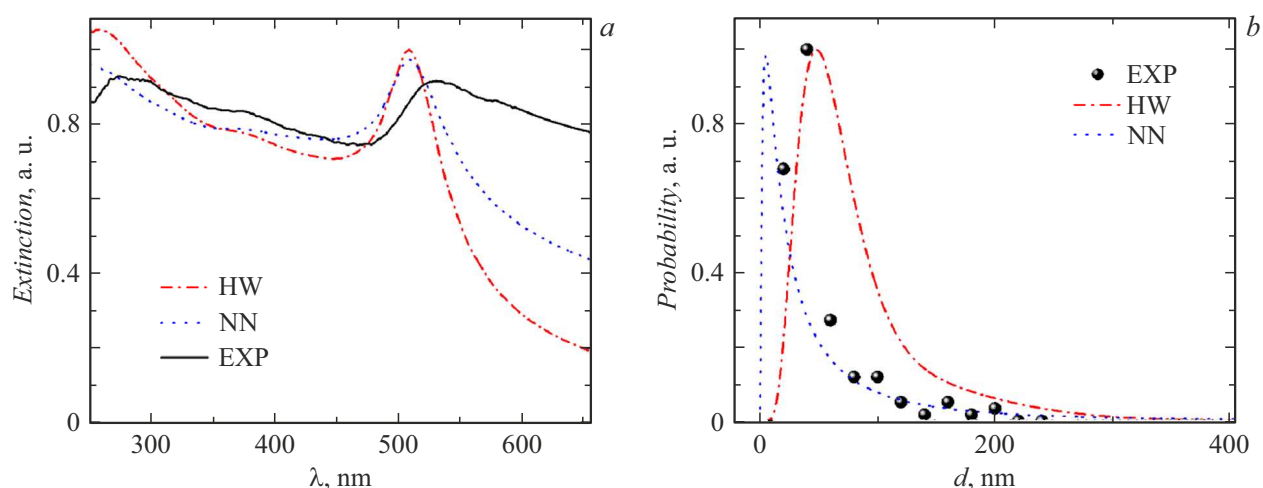 a
Extinction, a. u.
0.8
0.4
0
HW
NN
EXP
300 400 500 600
λ, nm
b
Probability, a. u.
0.8
0.4
0
EXP
HW
NN
0 100 200 400
d, nm